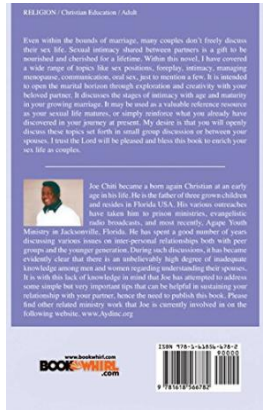 RELIGION / Christian Education / Adult
Even within the bounds of marriage, many couples don't freely discuss
their sex life. Sexual intimacy shared between partners is a gift to be
nourished and cherished for a lifetime. Within this novel, I have covered
a wide range of topics like sex positions, foreplay, intimacy, managing
menopause, communication, oral sex, just to mention a few. It is intended
to open the marital horizon through exploration and creativity with your
beloved partner. It discusses the stages of intimacy with age and maturity
in your growing marriage. It may be used as a valuable reference resource
as your sexual life matures, or simply reinforce what you already have
discovered in your journey at present. My desire is that you will openly
discuss these topics set forth in small group discussion or between your
spouses. I trust the Lord will be pleased and bless this book to enrich your
sex life as couples.
Joe Chiti became a born again Christian at an early
age in his life. He is the father of three grown children
and resides in Florida USA. His various outreaches
have taken him to prison ministries, evangelistic
radio broadcasts, and most recently, Agape Youth
Ministry in Jacksonville, Florida. He has spent a good number of years
discussing various issues on inter-personal relationships both with peer
groups and the younger generation. During such discussions, it has became
evidently clear that there is an unbelievably high degree of inadequate
knowledge among men and women regarding understanding their spouses.
It is with this lack of knowledge in mind that Joe has attempted to address
some simple but very important tips that can be helpful in sustaining your
relationship with your partner, hence the need to publish this book. Please
find other related ministry work that Joe is currently involved in on the
following website, www.Aydinc.org
www.bookwhirl.com
BOOKWHIRL
.com
ISBN 978-1-61856-678-2
90000
9 781618 566782